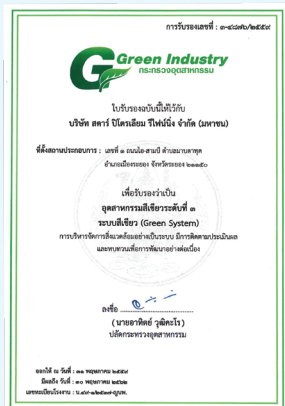 การรับรองเลขที่ : ๓-๔๘๗๖/๒๕๕๙
Green Industry
กระทรวงอุตสาหกรรม
ใบรับรองฉบับนี้ให้ไว้กับ
บริษัท สตาร์ ปิโตรเลียม รีไฟน์นิ่ง จำกัด (มหาชน)
ที่ตั้งสถานประกอบการ : เลขที่ ๑ ถนนไอ-สามบี ตำบลมาบตาพุด
อำเภอเมืองระยอง จังหวัดระยอง ๒๑๑๕๐
เพื่อรับรองว่าเป็น
อุตสาหกรรมสีเขียวระดับที่ ๓
ระบบสีเขียว (Green System)
การบริหารจัดการสิ่งแวดล้อมอย่างเป็นระบบ มีการติดตามประเมินผล
และทบทวนเพื่อการพัฒนาอย่างต่อเนื่อง
ลงชื่อ
(นายอาทิตย์ วุฒิคะโร)
ปลัดกระทรวงอุตสาหกรรม
ออกให้ ณ วันที่ : ๑๑ พฤษภาคม ๒๕๕๙
มีผลถึง วันที่ : ๑๐ พฤษภาคม ๒๕๖๒
เลขทะเบียนโรงงาน :